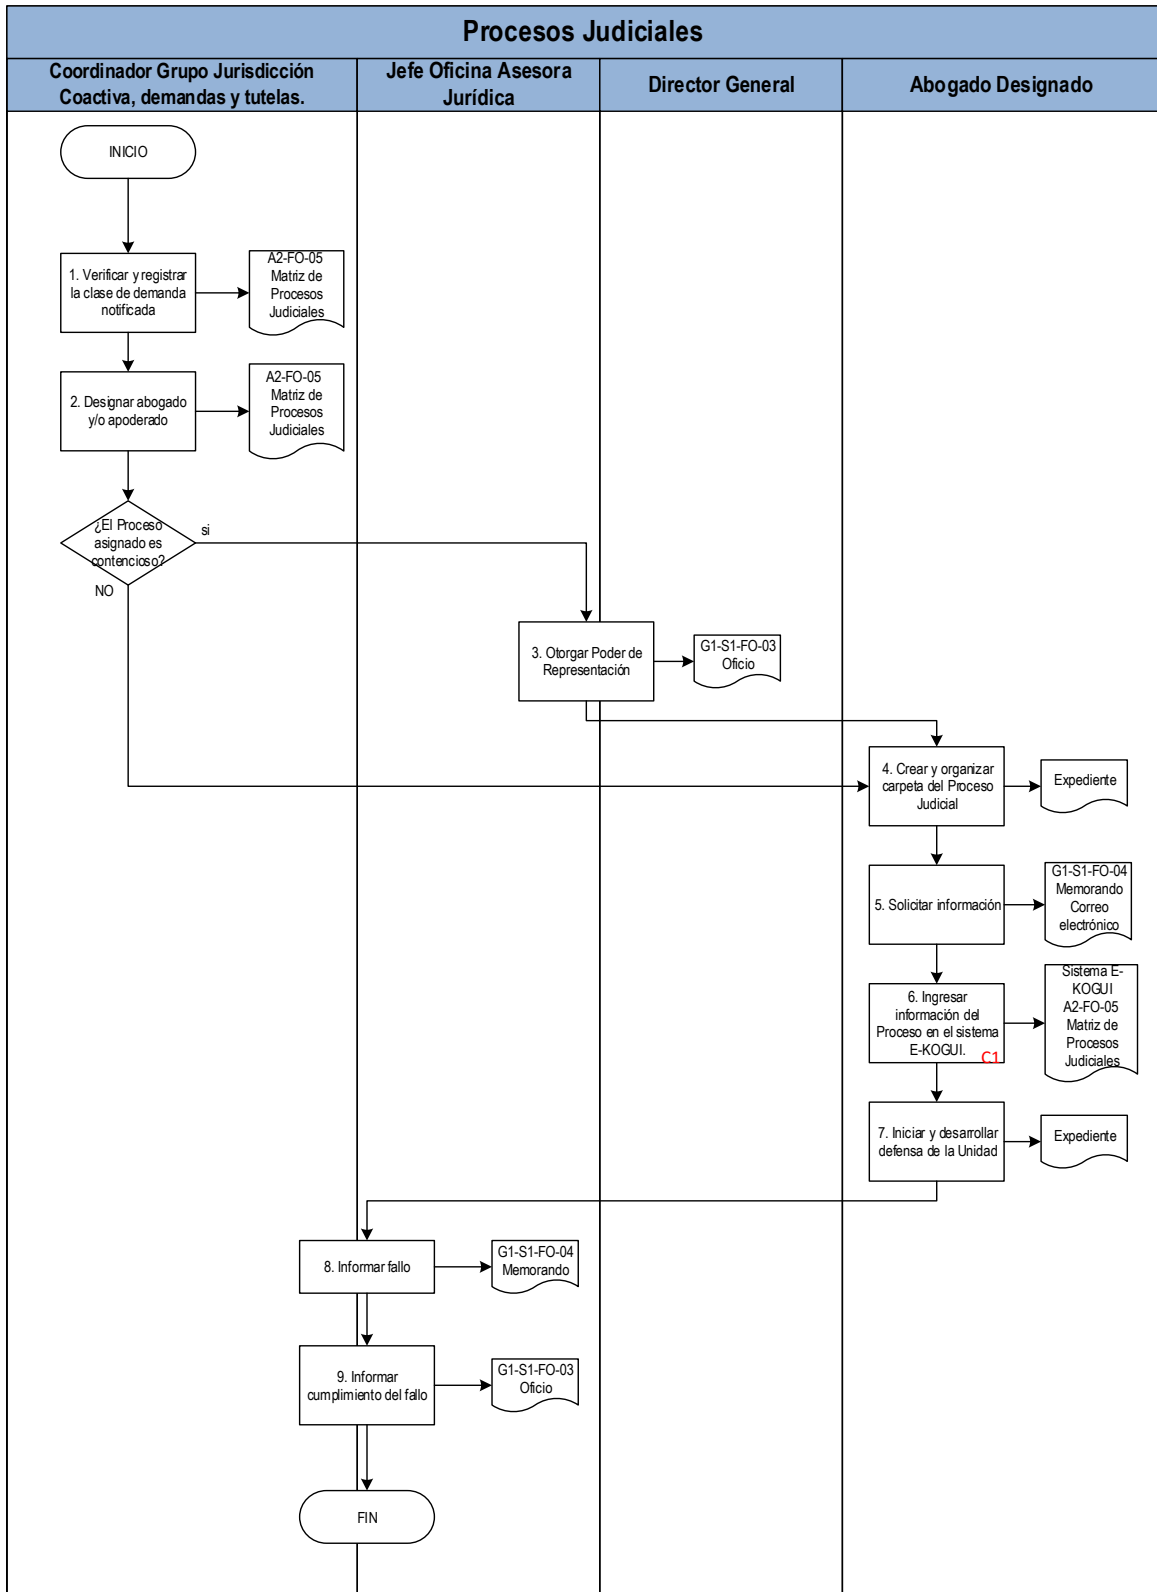 Procesos Judiciales
Coordinador Grupo Jurisdicción
Coactiva, demandas y tutelas.
Jefe Oficina Asesora
Jurídica
Director General
Abogado Designado
INICIO
1. Verificar y registrar
la clase de demanda
notificada
A2-FO-05
Matriz de
Procesos
Judiciales
2. Designar abogado
y/o apoderado
A2-FO-05
Matriz de
Procesos
Judiciales
¿El Proceso
asignado es
contencioso?
si
NO
3. Otorgar Poder de
Representación
G1-S1-FO-03
Oficio
4. Crear y organizar
carpeta del Proceso
Judicial
Expediente
5. Solicitar información
G1-S1-FO-04
Memorando
Correo
electrónico
6. Ingresar
información del
Proceso en el sistema
E-KOGUI.
C1
Sistema E-
KOGUI
A2-FO-05
Matriz de
Procesos
Judiciales
7. Iniciar y desarrollar
defensa de la Unidad
Expediente
8. Informar fallo
G1-S1-FO-04
Memorando
9. Informar
cumplimiento del fallo
G1-S1-FO-03
Oficio
FIN